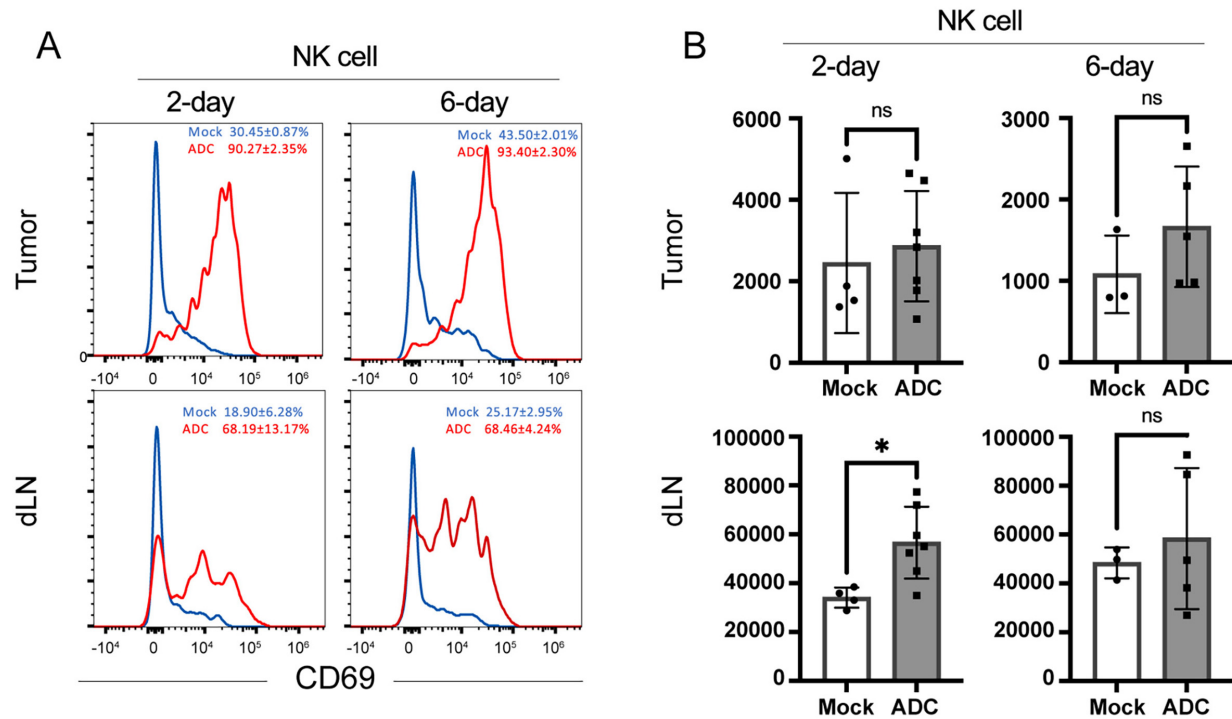 A
NK cell
2-day
6-day
Tumor
Mock 30.45±0.87%
ADC 90.27±2.35%
0
-10⁴ 0 10⁴ 10⁵ 10⁶
Mock 43.50±2.01%
ADC 93.40±2.30%
-10⁴ 0 10⁴ 10⁵ 10⁶
dLN
Mock 18.90±6.28%
ADC 68.19±13.17%
-10⁴ 0 10⁴ 10⁵ 10⁶
Mock 25.17±2.95%
ADC 68.46±4.24%
-10⁴ 0 10⁴ 10⁵ 10⁶
CD69
B
NK cell
2-day
6-day
Tumor
ns
6000
4000
2000
0
Mock ADC
ns
3000
2000
1000
0
Mock ADC
dLN
*
100000
80000
60000
40000
20000
0
Mock ADC
ns
100000
80000
60000
40000
20000
0
Mock ADC